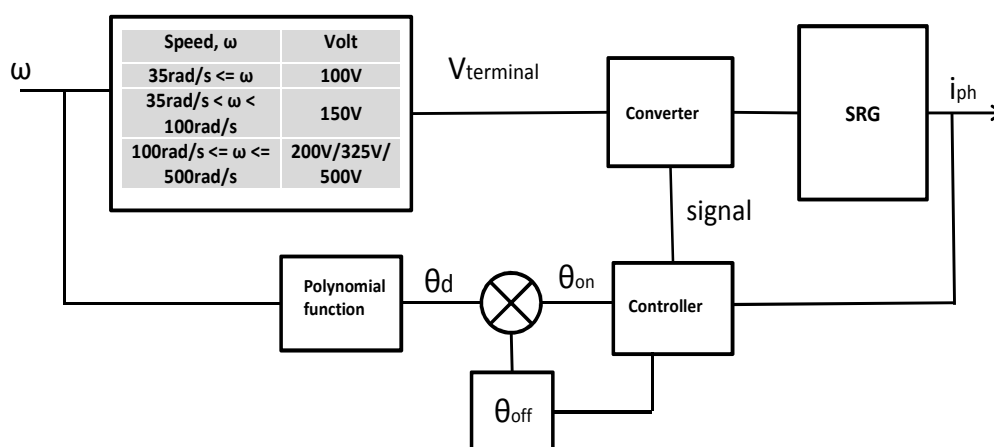 ω
Speed, ω Volt
35rad/s <= ω 100V
35rad/s < ω <
100rad/s
150V
100rad/s <= ω <=
500rad/s
200V/325V/
500V
Vterminal
Converter
SRG
iph
signal
Polynomial
function
θd
θon
Controller
θoff